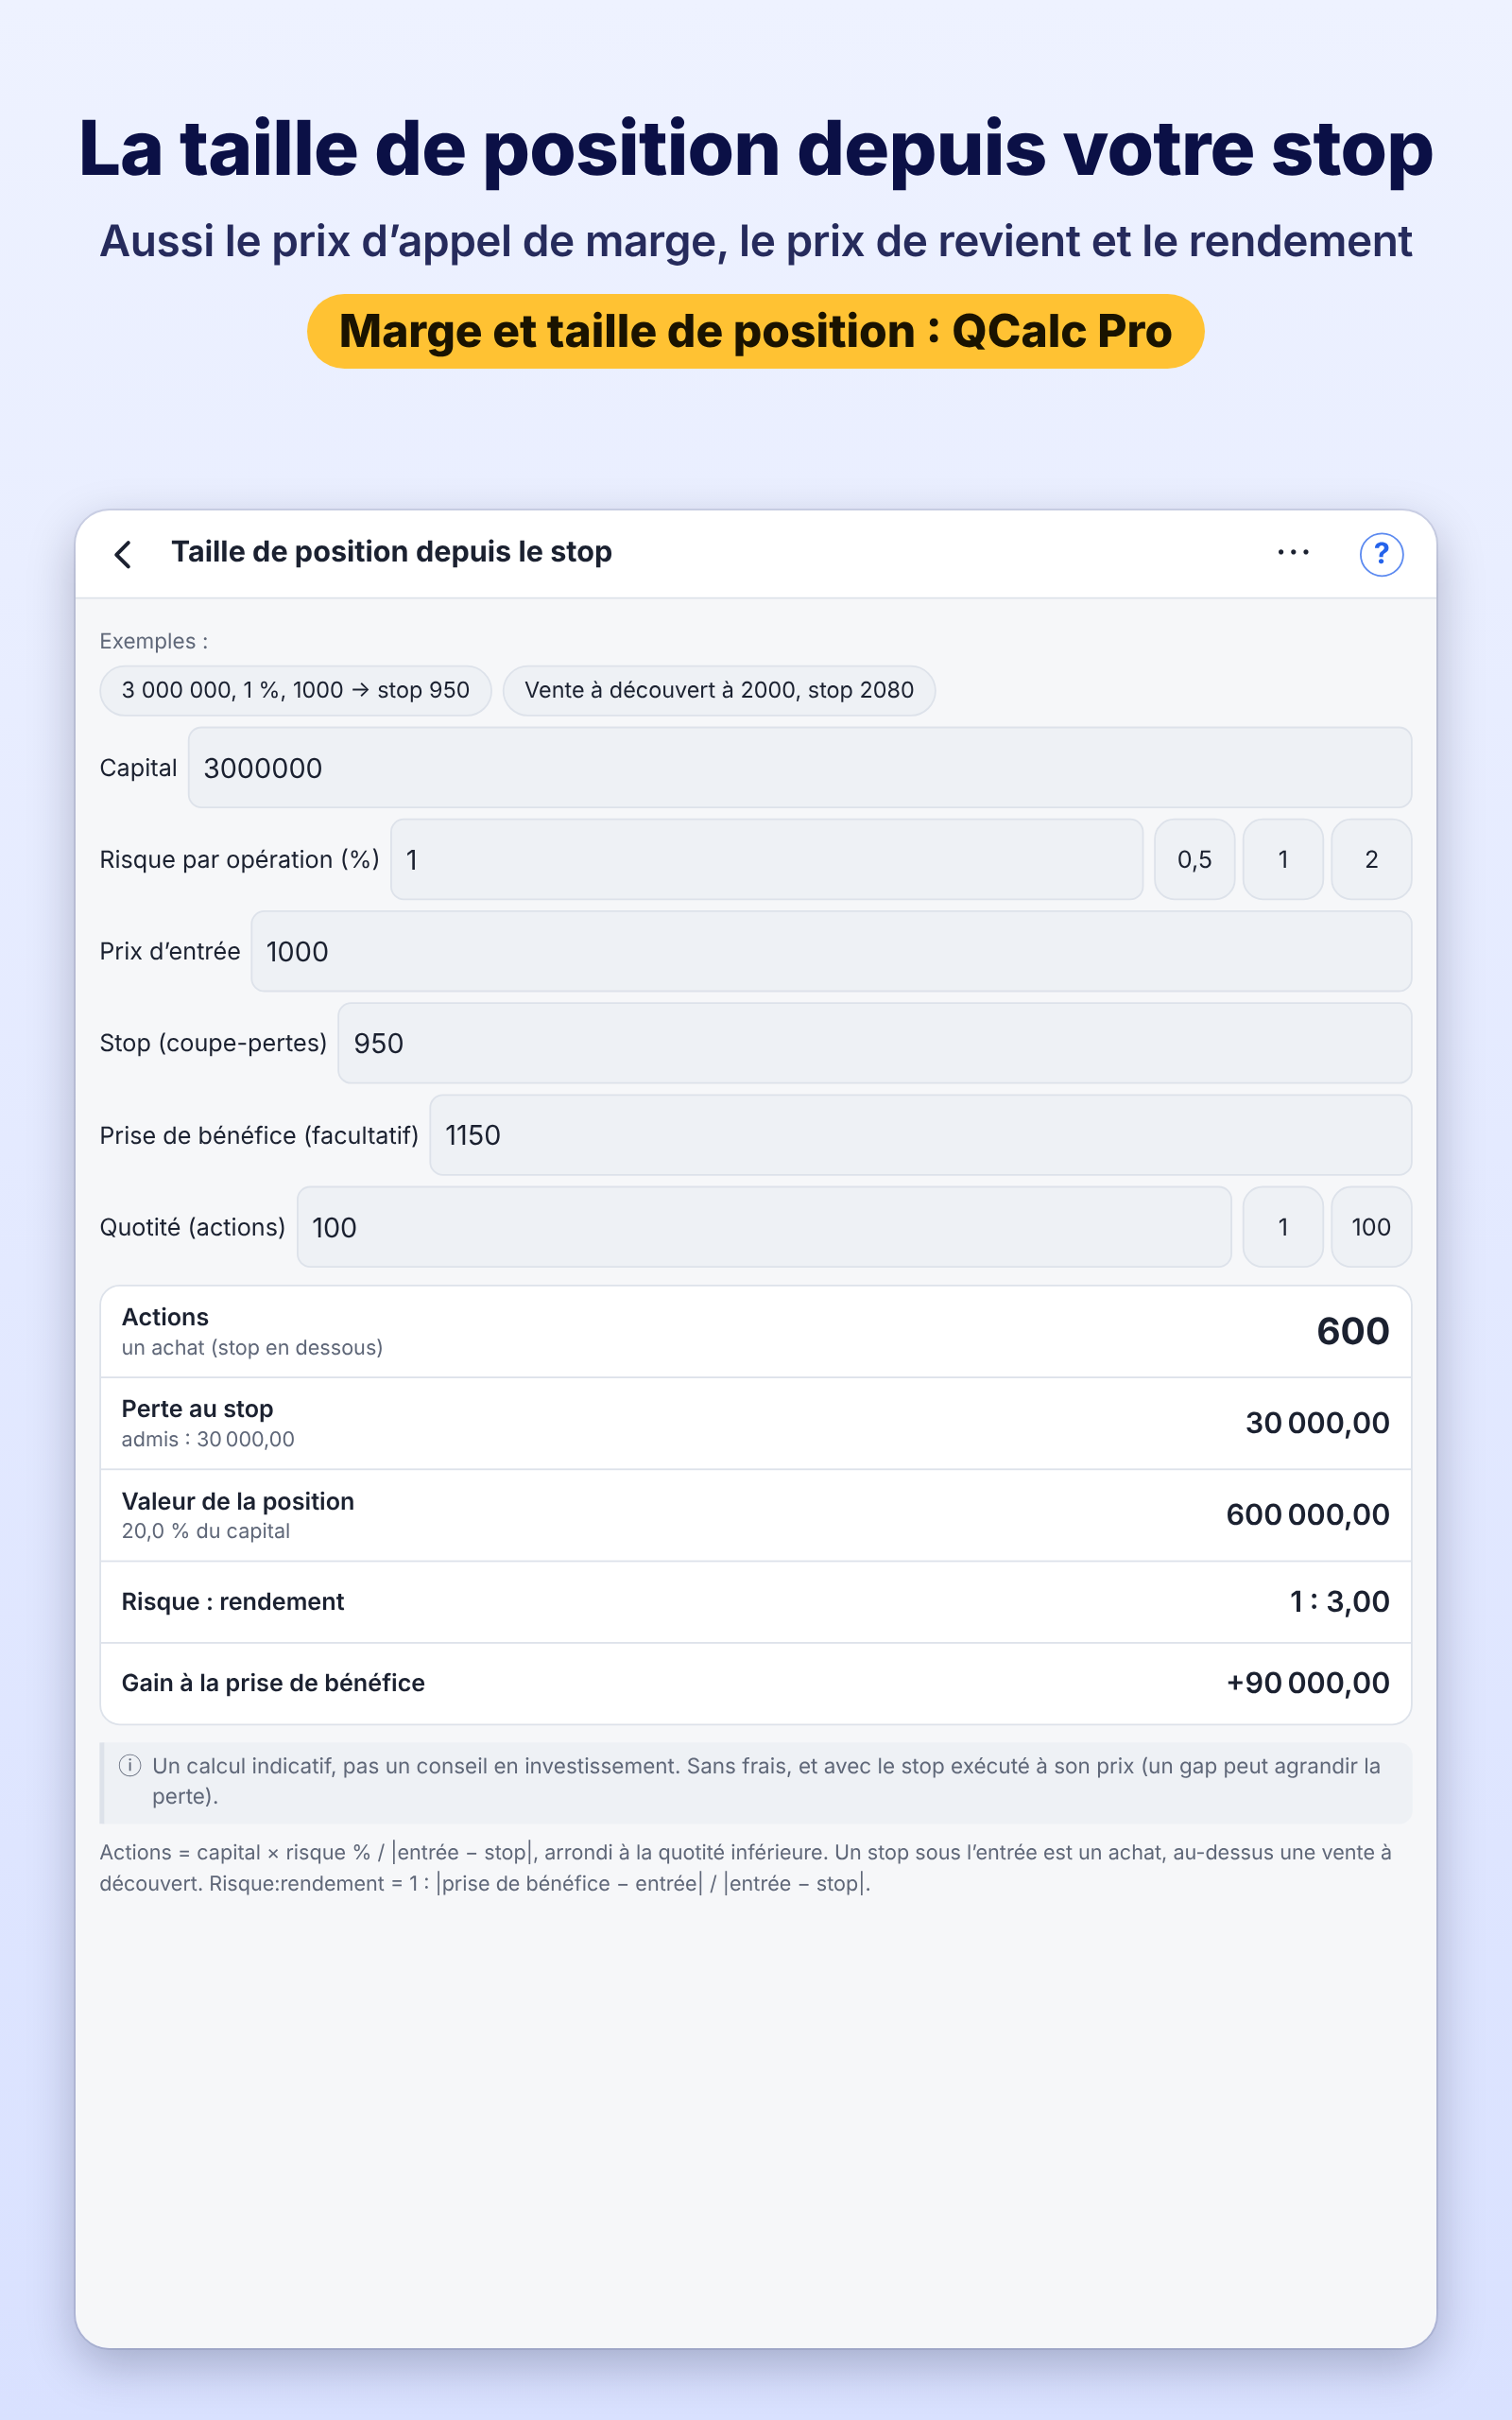 La taille de position depuis votre stop
Aussi le prix d’appel de marge, le prix de revient et le rendement
Marge et taille de position : QCalc Pro
Taille de position depuis le stop
...
?
Exemples :
3 000 000, 1 %, 1000 → stop 950
Vente à découvert à 2000, stop 2080
Capital
3000000
Risque par opération (%)
1
0,5
1
2
Prix d’entrée
1000
Stop (coupe-pertes)
950
Prise de bénéfice (facultatif)
1150
Quotité (actions)
100
1
100
Actions
un achat (stop en dessous)
600
Perte au stop
admis : 30 000,00
30 000,00
Valeur de la position
20,0 % du capital
600 000,00
Risque : rendement
1 : 3,00
Gain à la prise de bénéfice
+90 000,00
ⓘ Un calcul indicatif, pas un conseil en investissement. Sans frais, et avec le stop exécuté à son prix (un gap peut agrandir la
perte).
Actions = capital × risque % / |entrée − stop|, arrondi à la quotité inférieure. Un stop sous l’entrée est un achat, au-dessus une vente à
découvert. Risque:rendement = 1 : |prise de bénéfice − entrée| / |entrée − stop|.